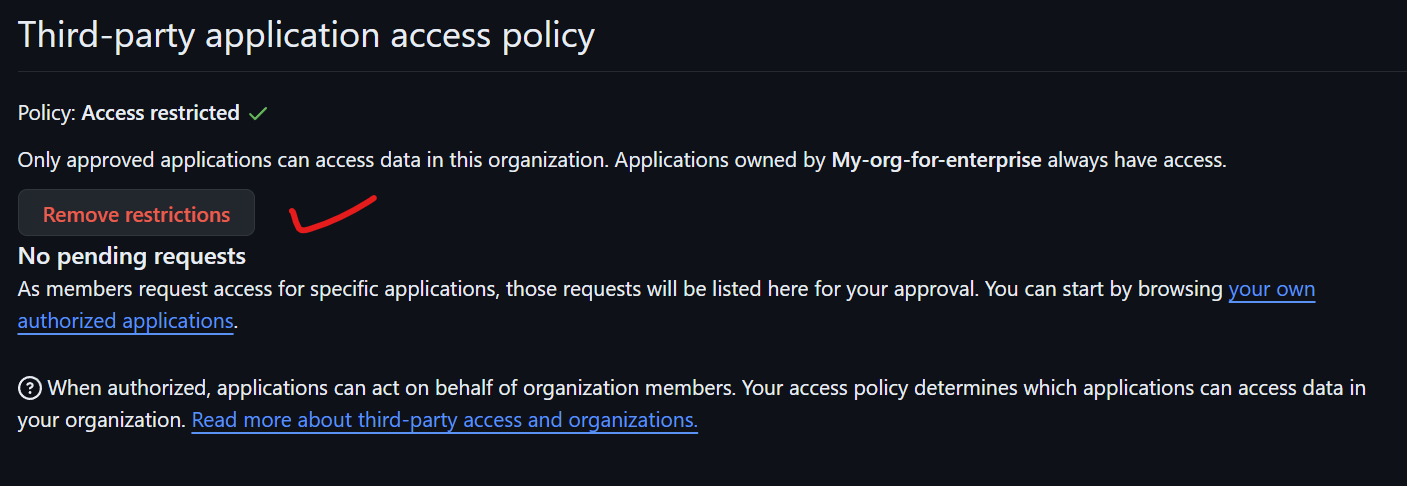 Third-party application access policy
Policy: Access restricted
Only approved applications can access data in this organization. Applications owned by My-org-for-enterprise always have access.
Remove restrictions
No pending requests
As members request access for specific applications, those requests will be listed here for your approval. You can start by browsing your own
authorized applications.
When authorized, applications can act on behalf of organization members. Your access policy determines which applications can access data in
your organization. Read more about third-party access and organizations.